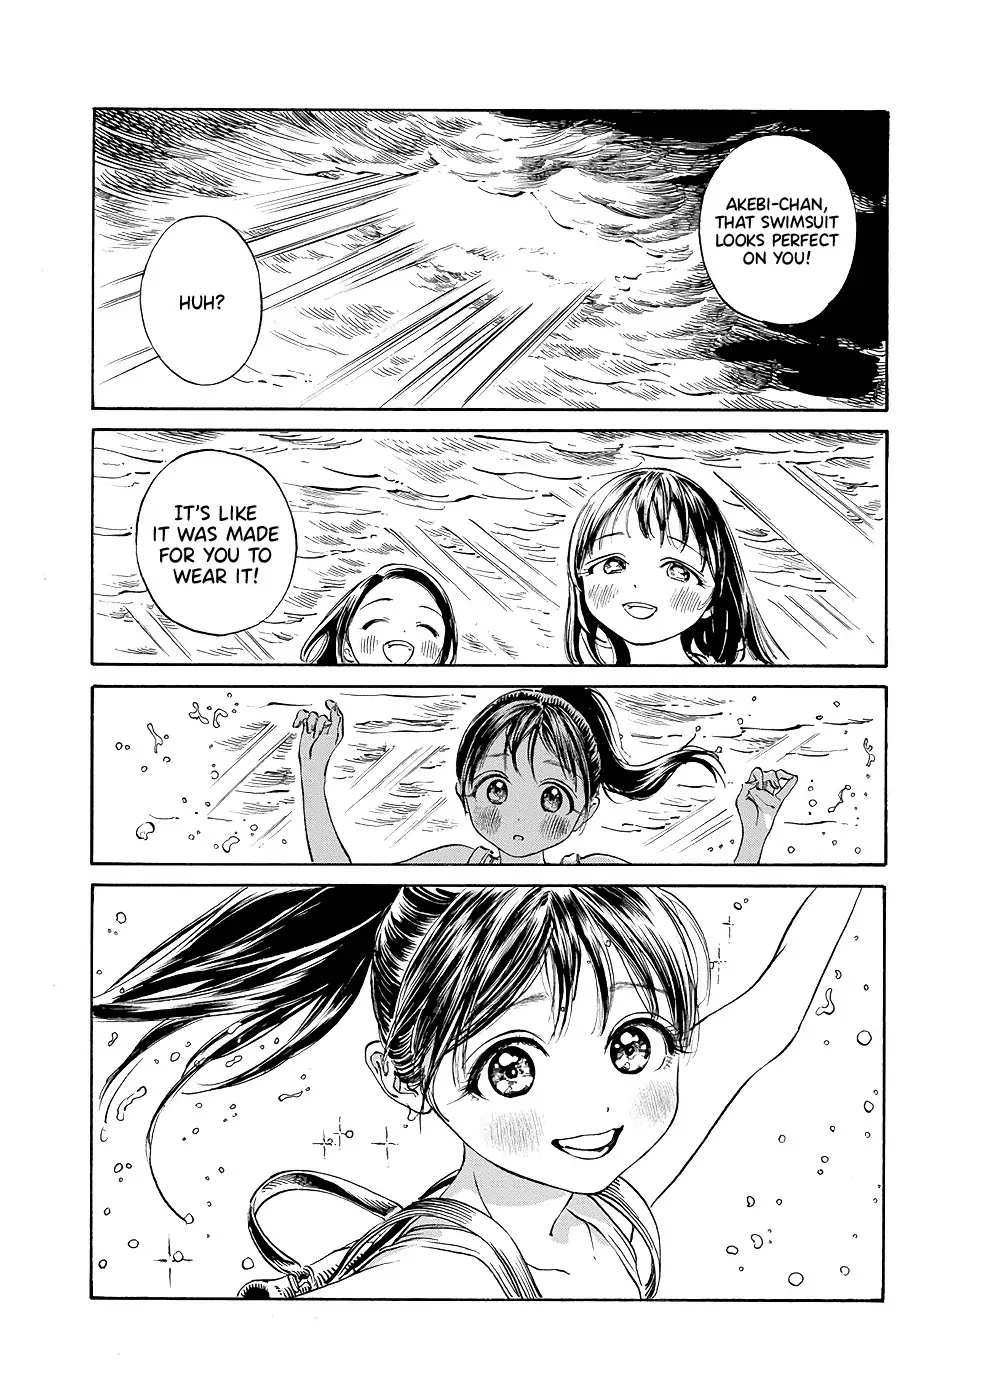 AKEBI-CHAN,
THAT SWIMSUIT
LOOKS PERFECT
ON YOU!
HUH?
IT'S LIKE
IT WAS MADE
FOR YOU TO
WEAR IT!